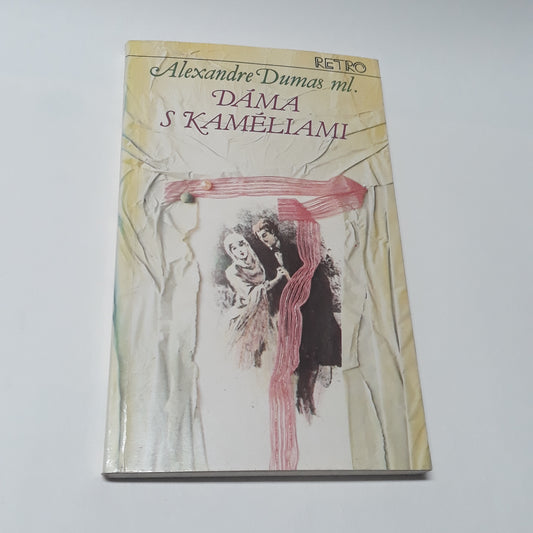 RETRO
Alexandre Dumas ml.
DÁMA
S KAMÉLIAMI